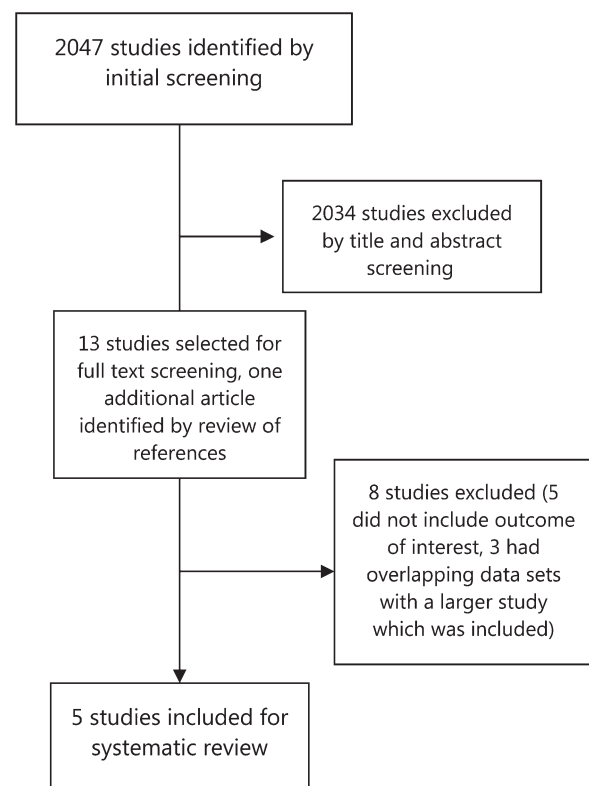 2047 studies identified by
initial screening
2034 studies excluded
by title and abstract
screening
13 studies selected for
full text screening, one
additional article
identified by review of
references
8 studies excluded (5
did not include outcome
of interest, 3 had
overlapping data sets
with a larger study
which was included)
5 studies included for
systematic review